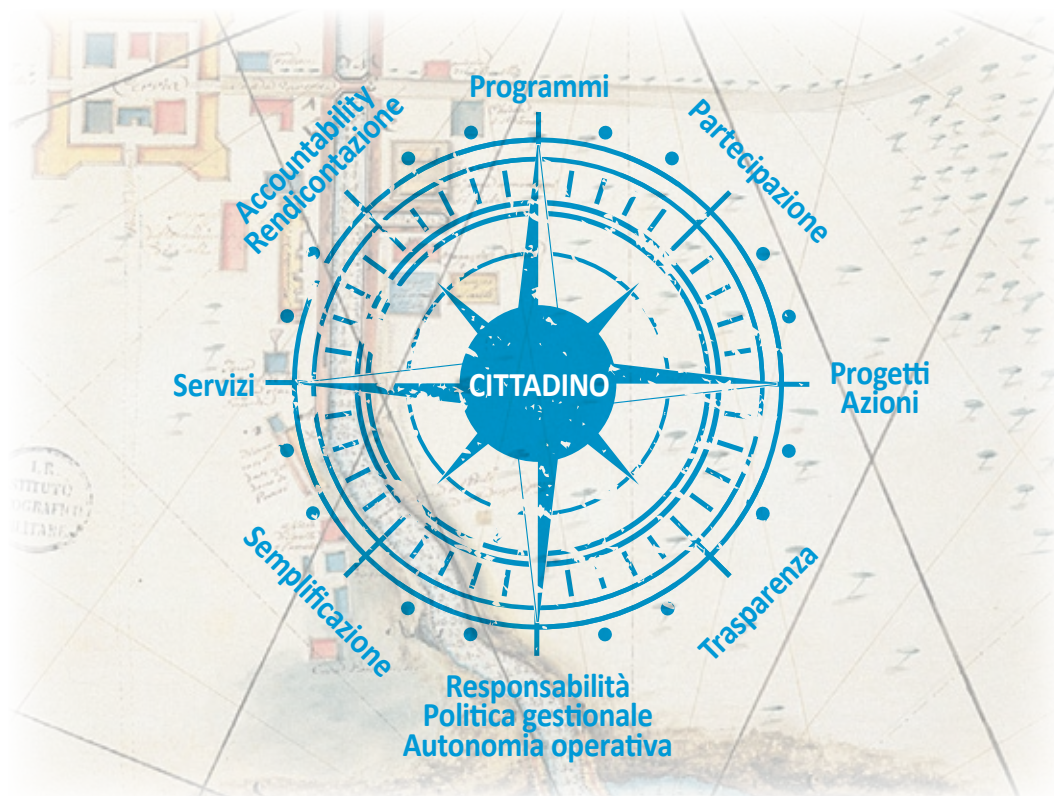 Programmi
Partecipazione
Accountability
Rendicontazione
Servizi
CITTADINO
Progetti
Azioni
Semplificazione
Trasparenza
Responsabilità
Politica gestionale
Autonomia operativa